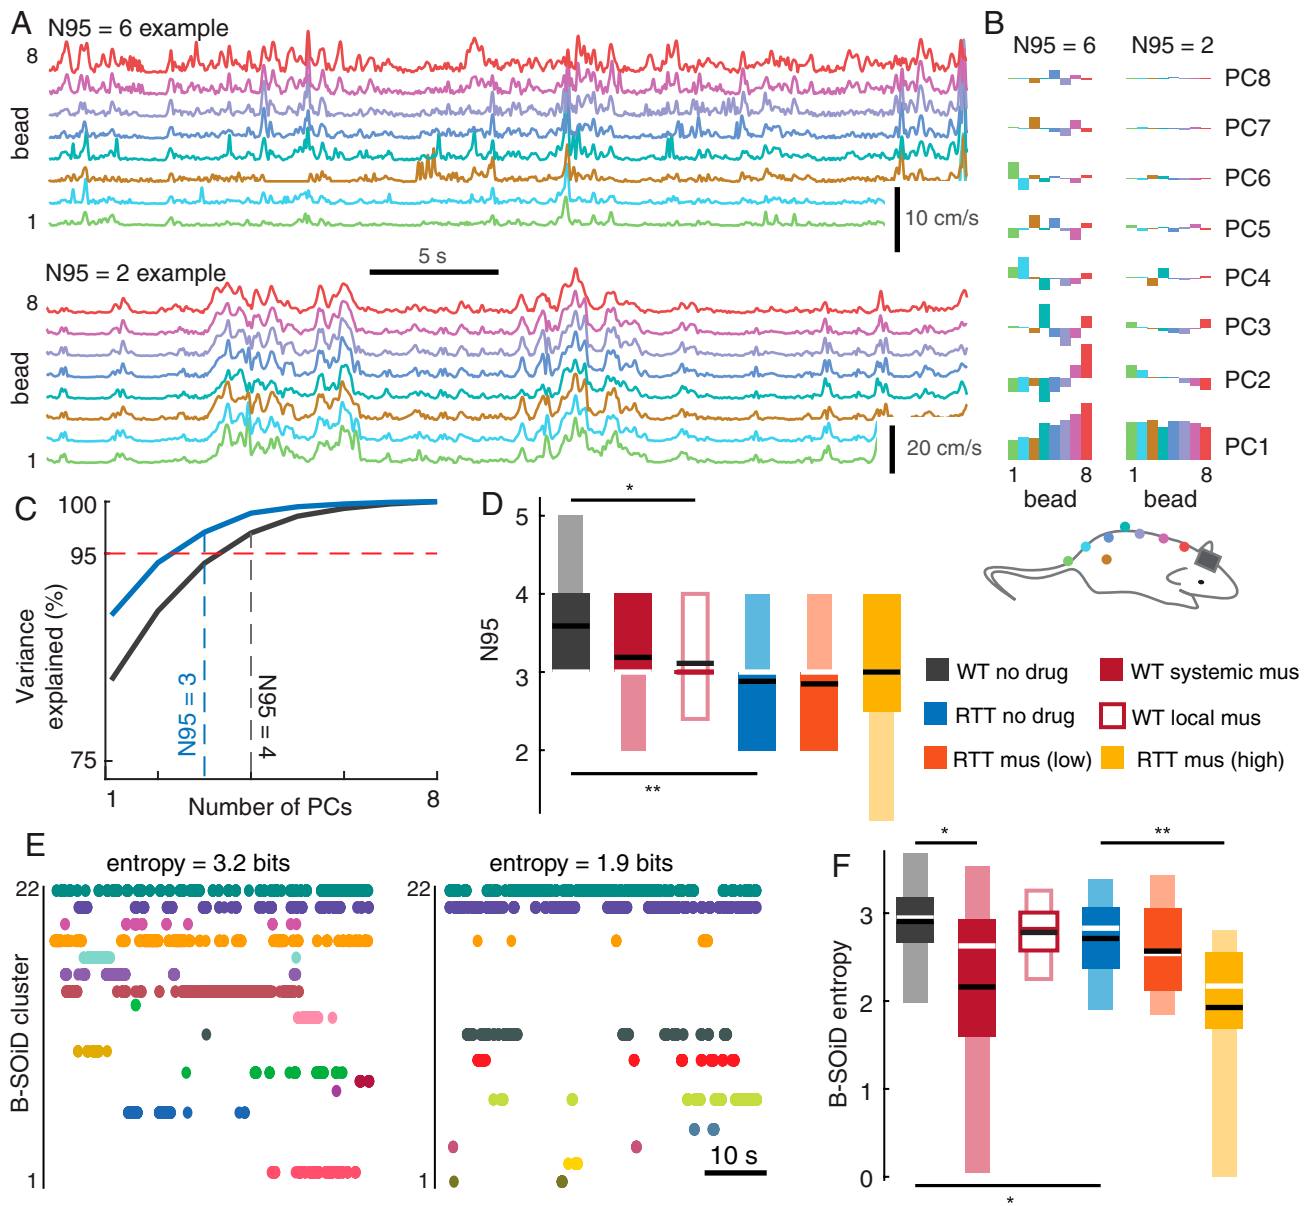 A
N95 = 6 example
8
bead
1
10 cm/s
5 s
N95 = 2 example
8
bead
1
20 cm/s
B
N95 = 6
N95 = 2
PC8
PC7
PC6
PC5
PC4
PC3
PC2
PC1
1
8
1
8
bead
bead
C
100
95
75
Variance
explained (%)
N95 = 3
N95 = 4
1
8
Number of PCs
D
*
5
4
3
2
N95
**
WT no drug
WT systemic mus
RTT no drug
WT local mus
RTT mus (low)
RTT mus (high)
E
entropy = 3.2 bits
entropy = 1.9 bits
22
22
B-SOiD cluster
1
1
10 s
F
*
**
3
2
1
0
B-SOiD entropy
*